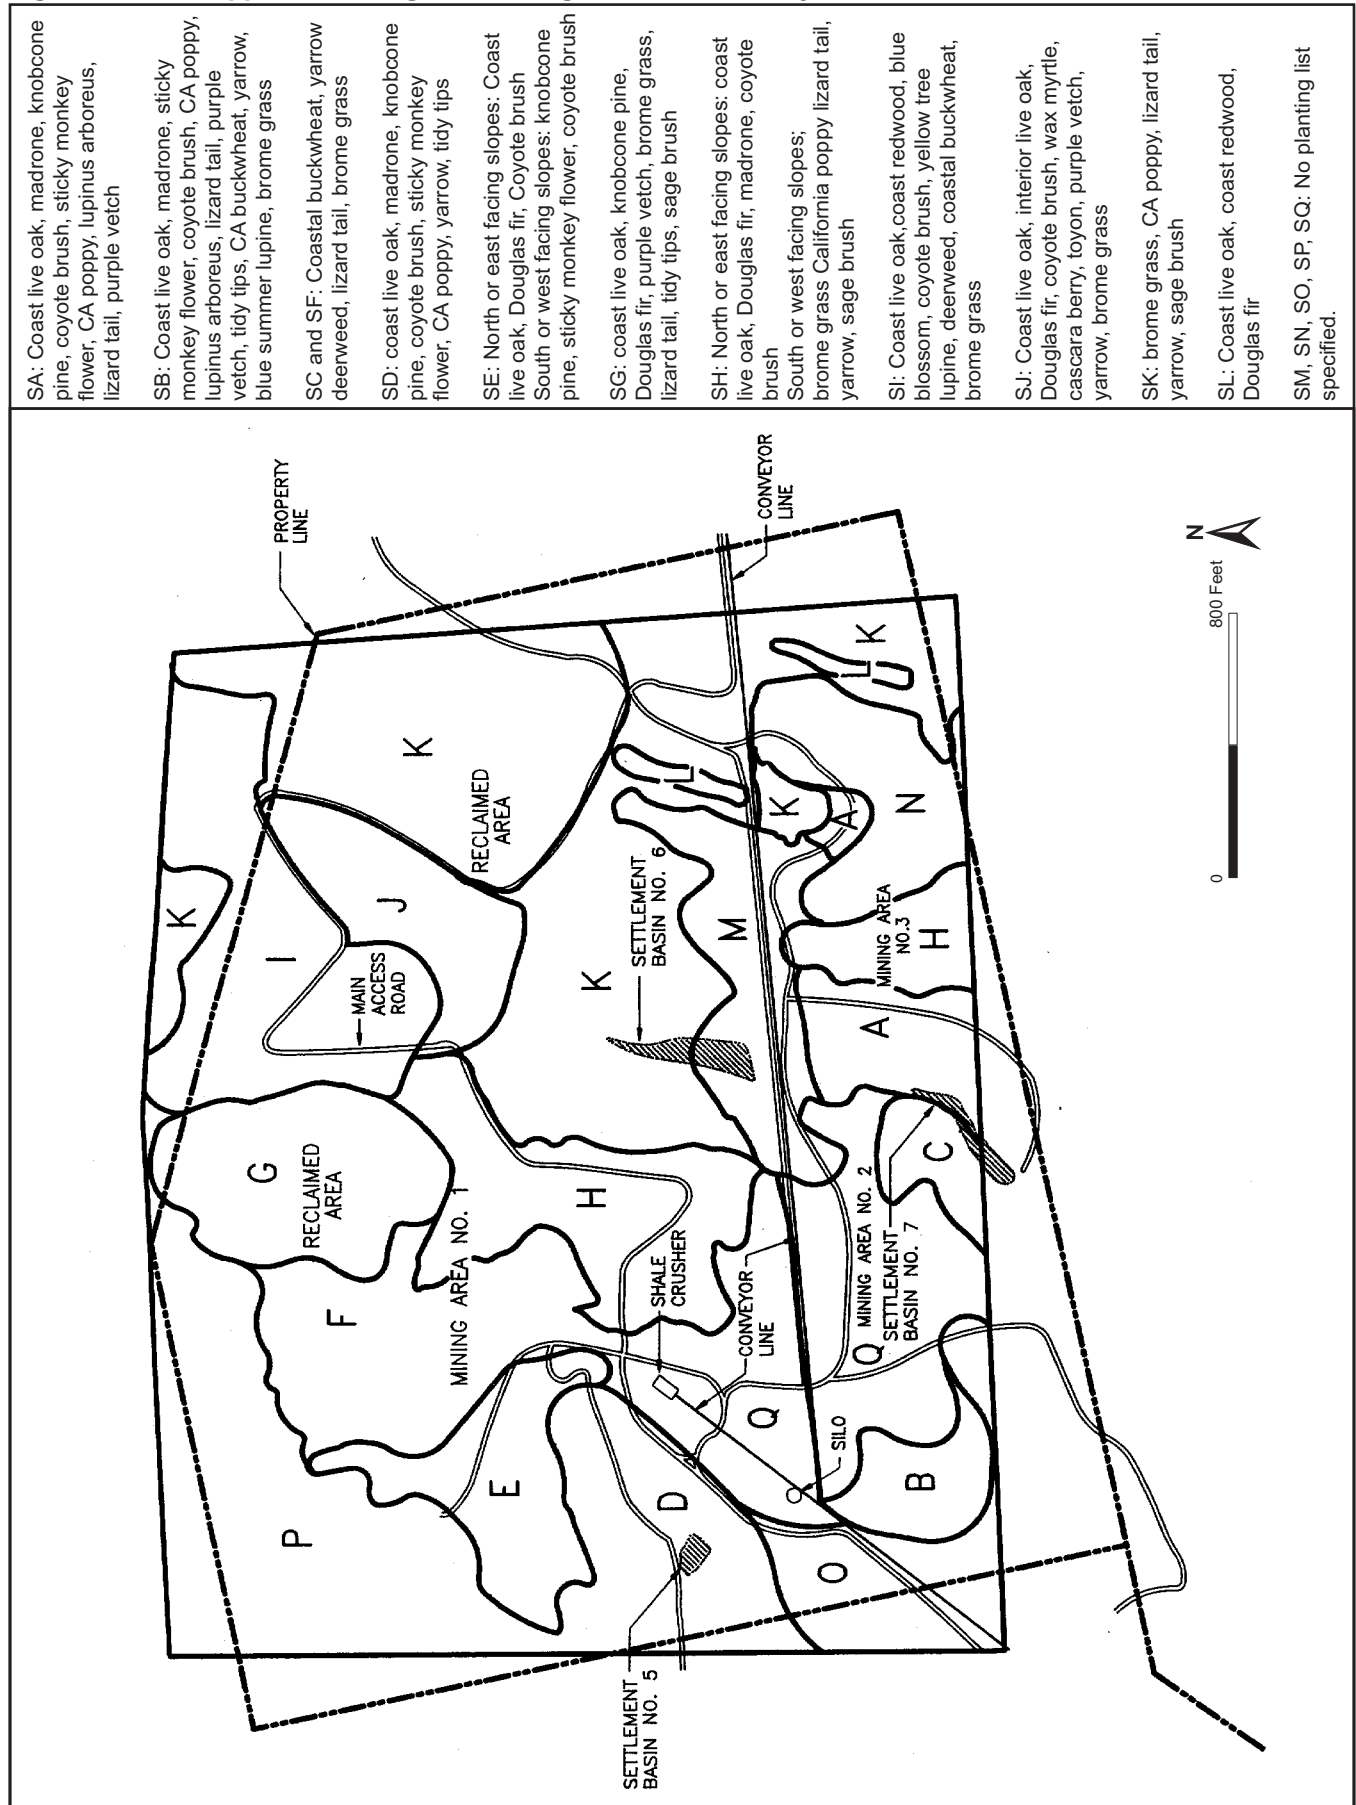 PROPERTY
LINE
K
I
J
K
RECLAIMED
AREA
MAIN
ACCESS
ROAD
G
RECLAIMED
AREA
F
MINING AREA NO. 1
P
E
H
K
SETTLEMENT
BASIN NO. 6
L
M
SHALE
CRUSHER
CONVEYOR
LINE
D
SETTLEMENT
BASIN NO. 5
Q
SILO
O
B
Q
MINING AREA NO. 2
SETTLEMENT
BASIN NO. 7
C
A
MINING AREA
NO.3
H
N
A
K
L
K
CONVEYOR
LINE
N
0
800 Feet
SA: Coast live oak, madrone, knobcone
pine, coyote brush, sticky monkey
flower, CA poppy, lupinus arboreus,
lizard tail, purple vetch
SB: Coast live oak, madrone, sticky
monkey flower, coyote brush, CA poppy,
lupinus arboreus, lizard tail, purple
vetch, tidy tips, CA buckwheat, yarrow,
blue summer lupine, brome grass
SC and SF: Coastal buckwheat, yarrow
deerweed, lizard tail, brome grass
SD: coast live oak, madrone, knobcone
pine, coyote brush, sticky monkey
flower, CA poppy, yarrow, tidy tips
SE: North or east facing slopes: Coast
live oak, Douglas fir, Coyote brush
South or west facing slopes: knobcone
pine, sticky monkey flower, coyote brush
SG: coast live oak, knobcone pine,
Douglas fir, purple vetch, brome grass,
lizard tail, tidy tips, sage brush
SH: North or east facing slopes: coast
live oak, Douglas fir, madrone, coyote
brush
South or west facing slopes;
brome grass California poppy lizard tail,
yarrow, sage brush
SI: Coast live oak,coast redwood, blue
blossom, coyote brush, yellow tree
lupine, deerweed, coastal buckwheat,
brome grass
SJ: Coast live oak, interior live oak,
Douglas fir, coyote brush, wax myrtle,
cascara berry, toyon, purple vetch,
yarrow, brome grass
SK: brome grass, CA poppy, lizard tail,
yarrow, sage brush
SL: Coast live oak, coast redwood,
Douglas fir
SM, SN, SO, SP, SQ: No planting list
specified.